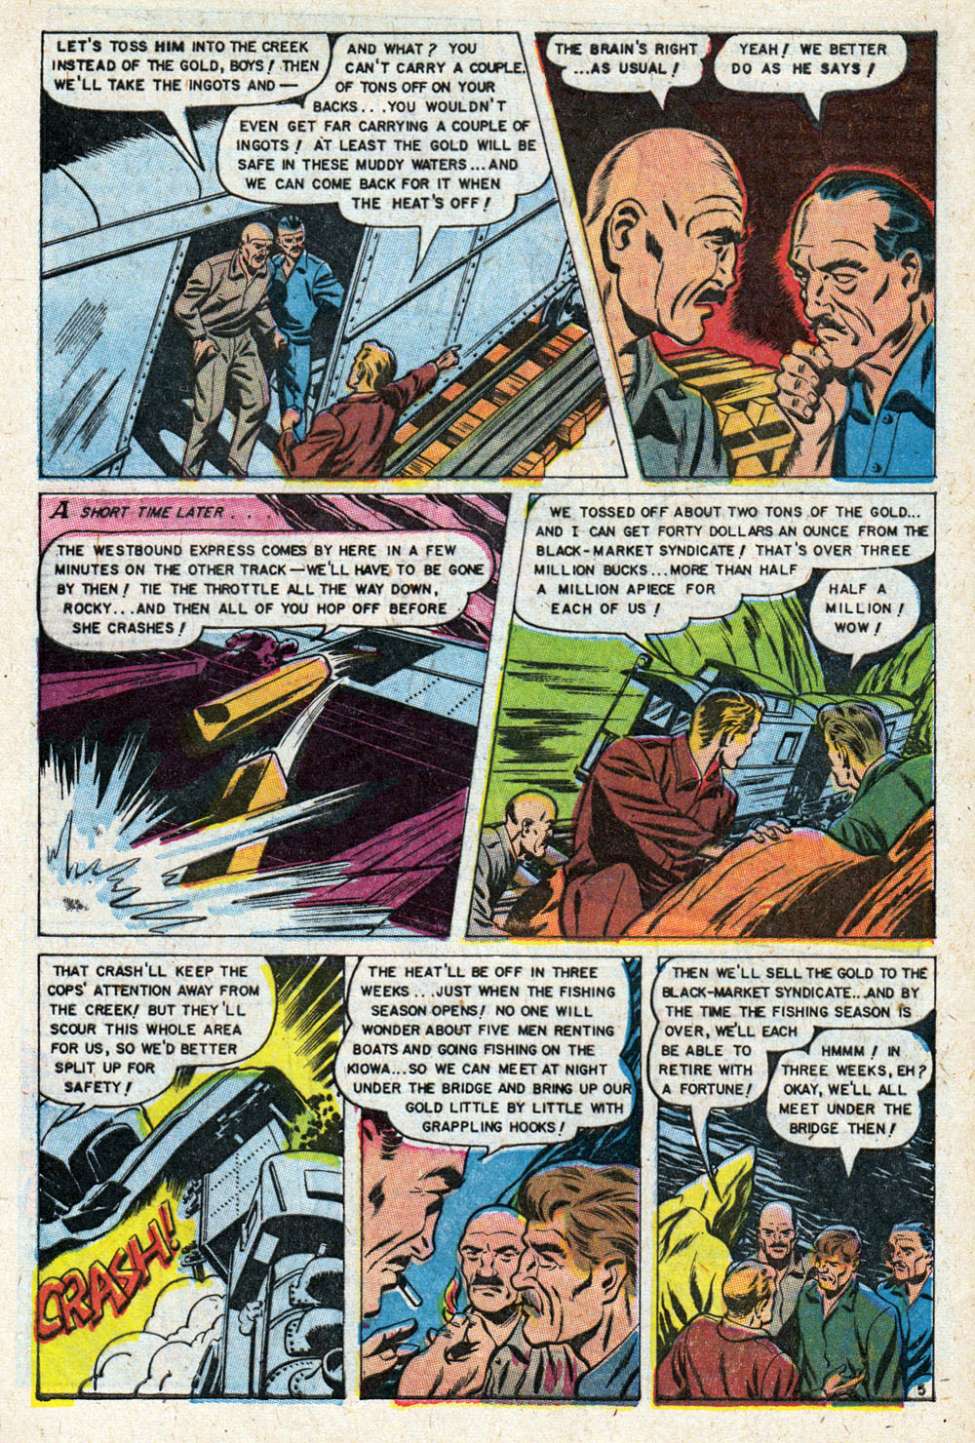 LET'S TOSS HIM INTO THE CREEK
INSTEAD OF THE GOLD, BOYS! THEN
WE'LL TAKE THE INGOTS AND —
AND WHAT? YOU
CAN'T CARRY A COUPLE
OF TONS OFF ON YOUR
BACKS...YOU WOULDN'T
EVEN GET FAR CARRYING A COUPLE OF
INGOTS! AT LEAST THE GOLD WILL BE
SAFE IN THESE MUDDY WATERS...AND
WE CAN COME BACK FOR IT WHEN
THE HEAT'S OFF!
THE BRAIN'S RIGHT
...AS USUAL!
YEAH! WE BETTER
DO AS HE SAYS!
A SHORT TIME LATER....
THE WESTBOUND EXPRESS COMES BY HERE IN A FEW
MINUTES ON THE OTHER TRACK—WE'LL HAVE TO BE GONE
BY THEN! TIE THE THROTTLE ALL THE WAY DOWN,
ROCKY...AND THEN ALL OF YOU HOP OFF BEFORE
SHE CRASHES!
WE TOSSED OFF ABOUT TWO TONS OF THE GOLD...
AND I CAN GET FORTY DOLLARS AN OUNCE FROM THE
BLACK-MARKET SYNDICATE! THAT'S OVER THREE
MILLION BUCKS...MORE THAN HALF
A MILLION APIECE FOR
EACH OF US!
HALF A
MILLION!
WOW!
THAT CRASH'LL KEEP THE
COPS' ATTENTION AWAY FROM
THE CREEK! BUT THEY'LL
SCOUR THIS WHOLE AREA
FOR US, SO WE'D BETTER
SPLIT UP FOR
SAFETY!
CRASH!
THE HEAT'LL BE OFF IN THREE
WEEKS...JUST WHEN THE FISHING
SEASON OPENS! NO ONE WILL
WONDER ABOUT FIVE MEN RENTING
BOATS AND GOING FISHING ON THE
KIOWA...SO WE CAN MEET AT NIGHT
UNDER THE BRIDGE AND BRING UP OUR
GOLD LITTLE BY LITTLE WITH
GRAPPLING HOOKS!
THEN WE'LL SELL THE GOLD TO THE
BLACK-MARKET SYNDICATE...AND BY
THE TIME THE FISHING SEASON IS
OVER, WE'LL EACH
BE ABLE TO
RETIRE WITH
A FORTUNE!
HMMM! IN
THREE WEEKS, EH?
OKAY, WE'LL ALL
MEET UNDER THE
BRIDGE THEN!
5